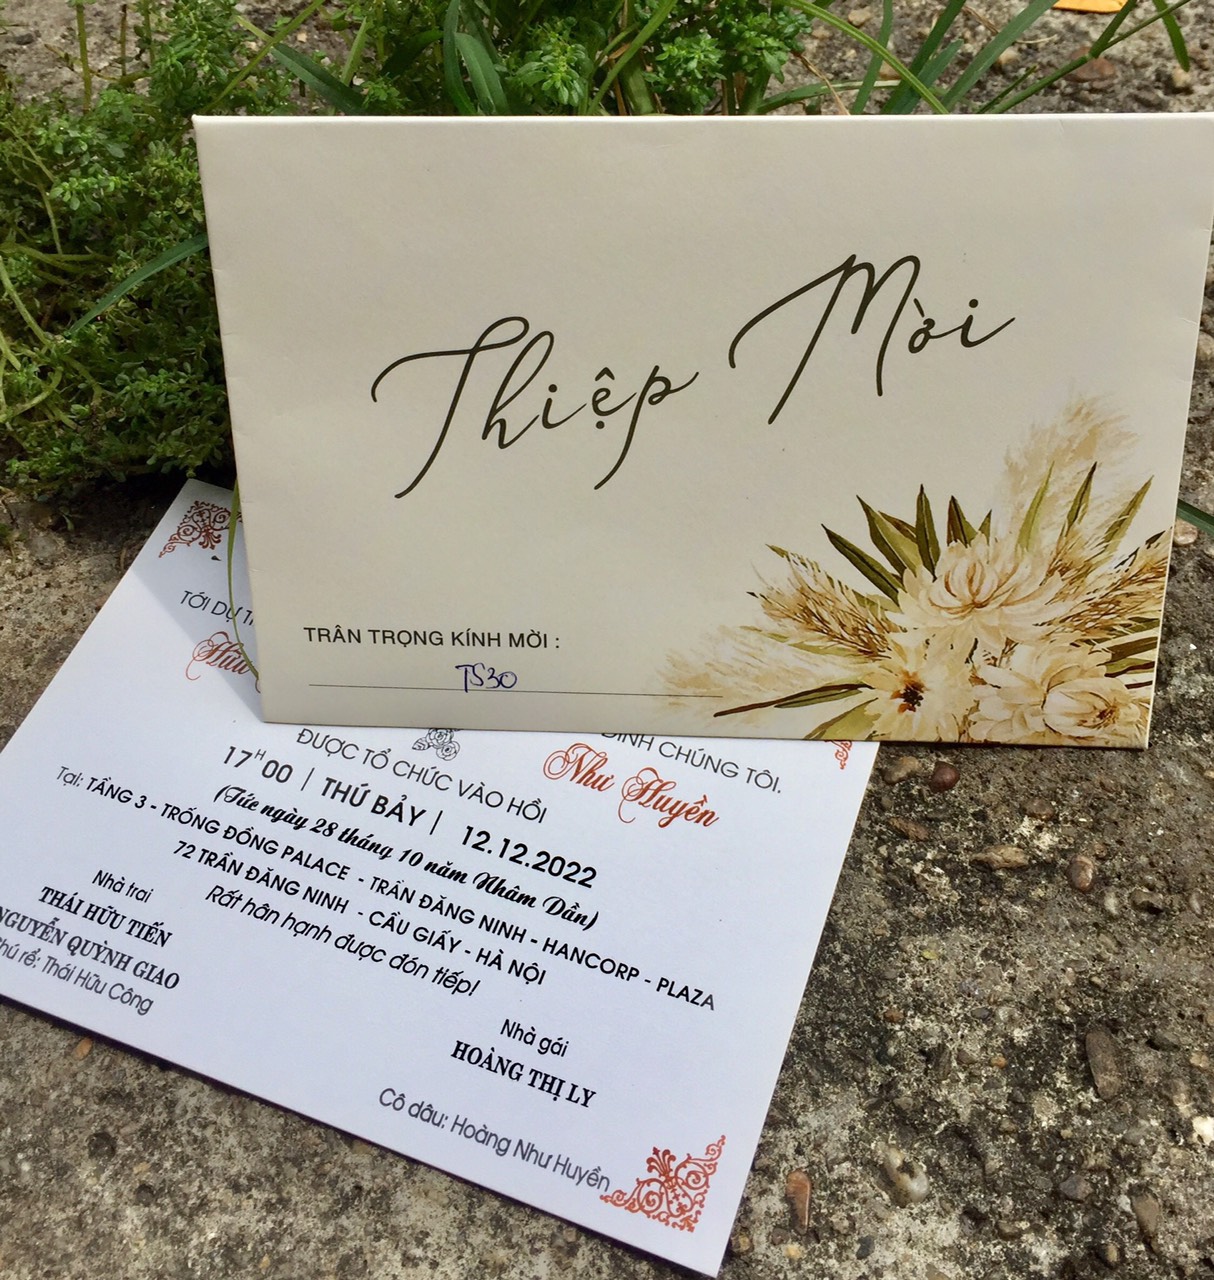 Thiệp Mời
TRÂN TRỌNG KÍNH MỜI :
TS30
TỚI DỰ
Hữu
SINH CHÚNG TÔI.
Như Huyền
ĐƯỢC TỔ CHỨC VÀO HỒI
17H00 | THỨ BẢY | 12.12.2022
(Tức ngày 28 tháng 10 năm Nhâm Dần)
Tại: TẦNG 3 - TRỐNG ĐỒNG PALACE - TRẦN ĐĂNG NINH - HANCORP - PLAZA
72 TRẦN ĐĂNG NINH - CẦU GIẤY - HÀ NỘI
Rất hân hạnh được đón tiếp!
Nhà trai
THÁI HỮU TIẾN
NGUYỄN QUỲNH GIAO
Chú rể: Thái Hữu Công
Nhà gái
HOÀNG THỊ LY
Cô dâu: Hoàng Như Huyền